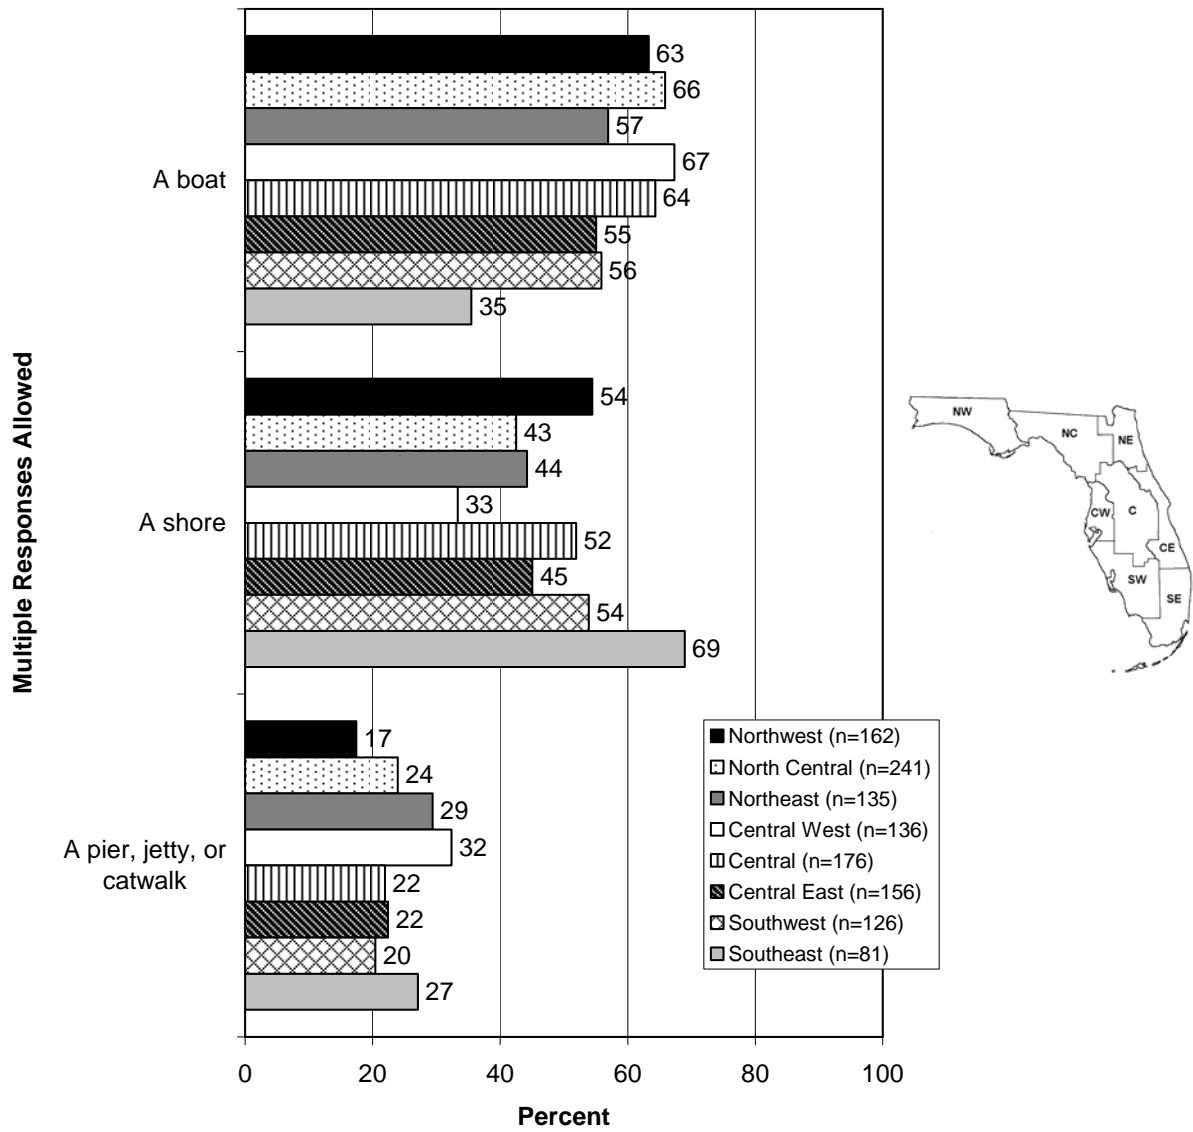 Multiple Responses Allowed
A boat
63
66
57
67
64
55
56
35
A shore
54
43
44
33
52
45
54
69
A pier, jetty, or
catwalk
17
24
29
32
22
22
20
27
0 20 40 60 80 100
Percent
Northwest (n=162)
North Central (n=241)
Northeast (n=135)
Central West (n=136)
Central (n=176)
Central East (n=156)
Southwest (n=126)
Southeast (n=81)
NW
NC
NE
CW
C
CE
SW
SE